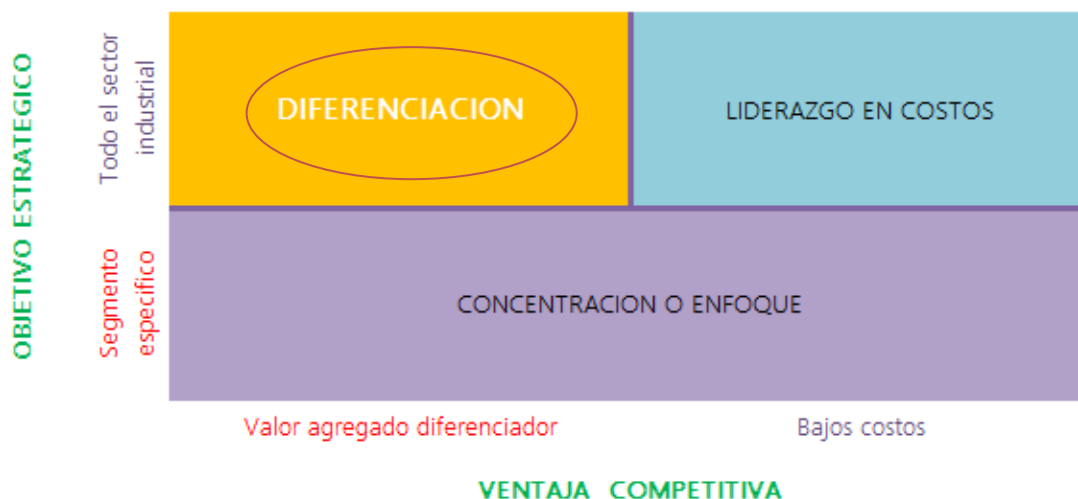 OBJETIVO ESTRATEGICO
Todo el sector
industrial
DIFERENCIACION
LIDERAZGO EN COSTOS
Segmento
especifico
CONCENTRACION O ENFOQUE
Valor agregado diferenciador
Bajos costos
VENTAJA COMPETITIVA